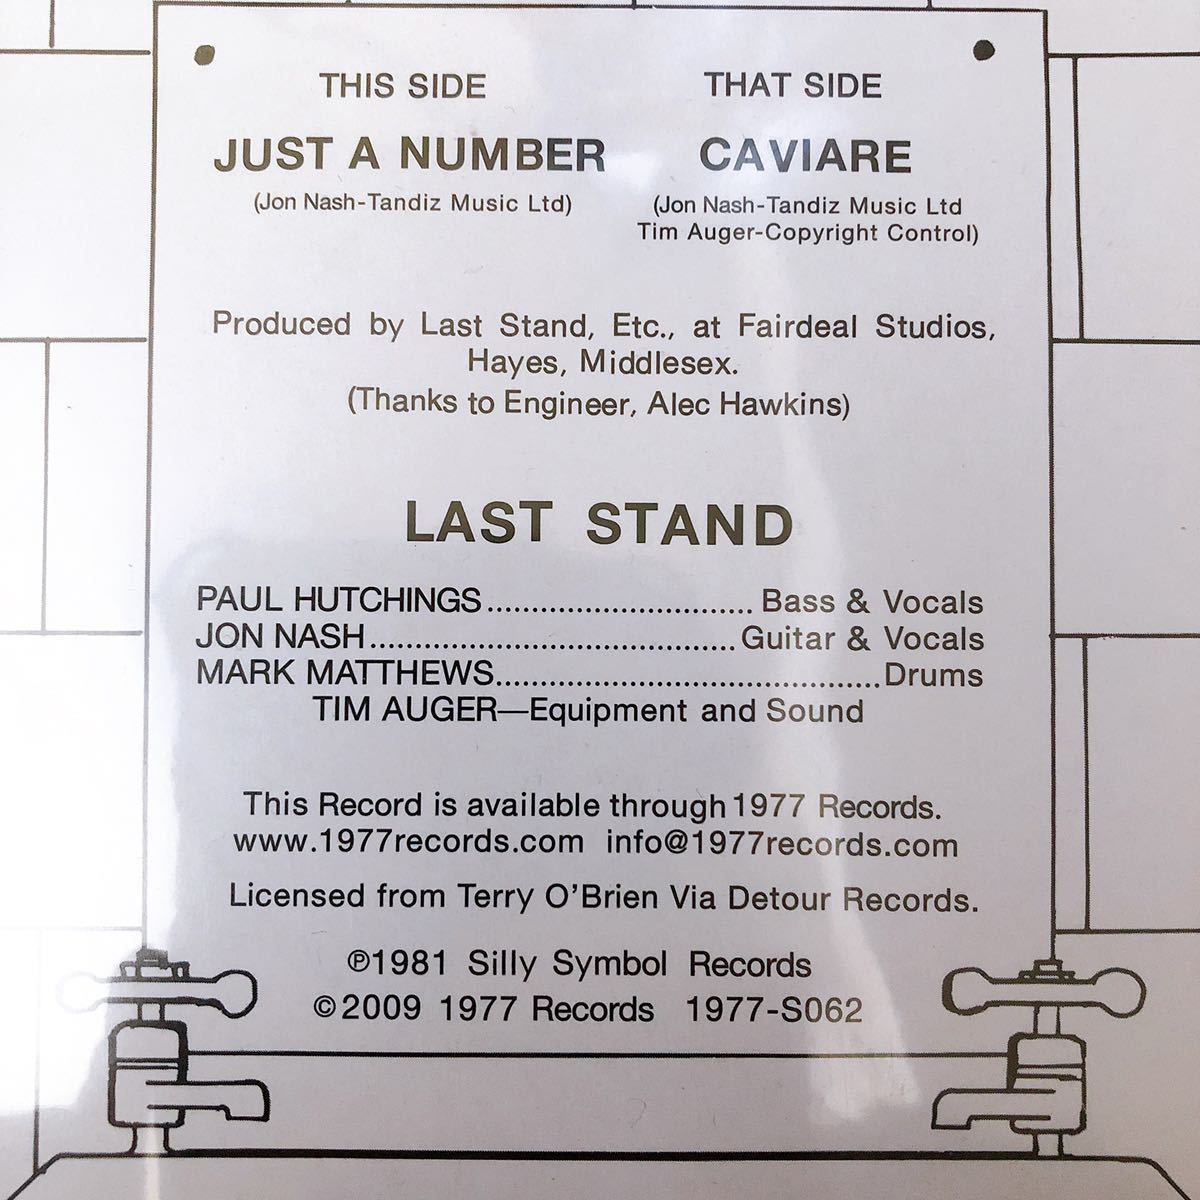 THIS SIDE
JUST A NUMBER
(Jon Nash-Tandiz Music Ltd)
THAT SIDE
CAVIARE
(Jon Nash-Tandiz Music Ltd
Tim Auger-Copyright Control)
Produced by Last Stand, Etc., at Fairdeal Studios,
Hayes, Middlesex.
(Thanks to Engineer, Alec Hawkins)
LAST STAND
PAUL HUTCHINGS............................. Bass & Vocals
JON NASH........................................ Guitar & Vocals
MARK MATTHEWS..........................................Drums
TIM AUGER—Equipment and Sound
This Record is available through 1977 Records.
www.1977records.com info@1977records.com
Licensed from Terry O'Brien Via Detour Records.
℗1981 Silly Symbol Records
©2009 1977 Records 1977-S062